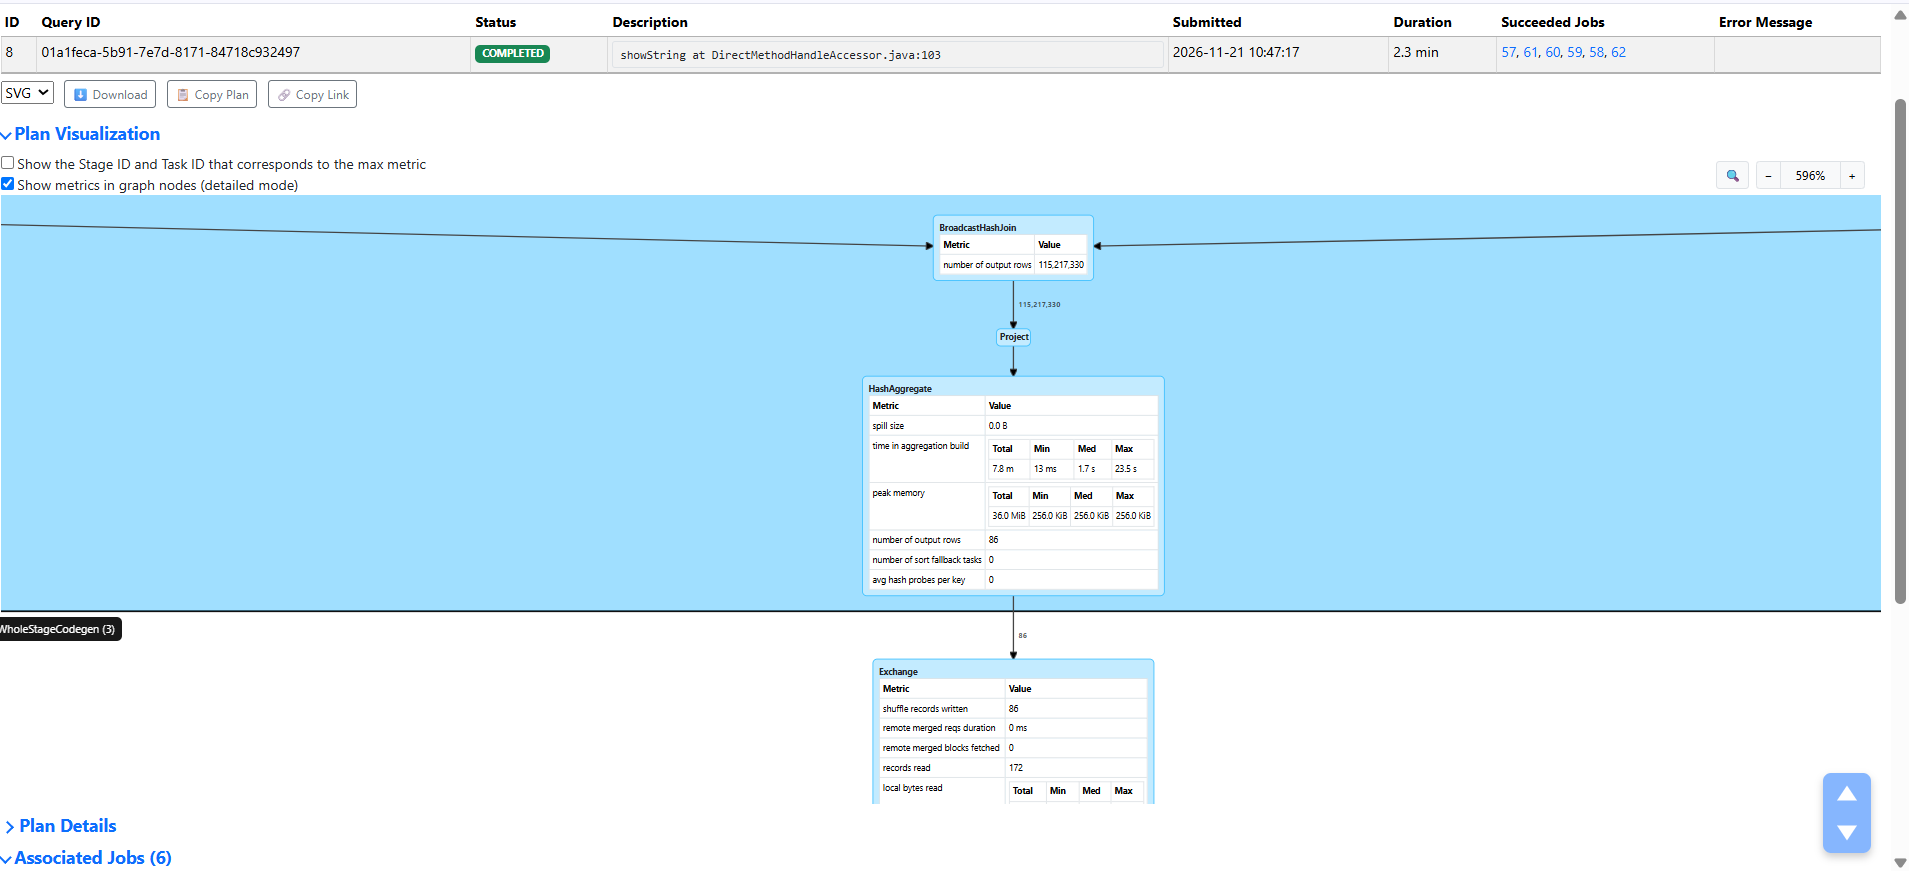 ID Query ID Status Description Submitted Duration Succeeded Jobs Error Message
8 01a1feca-5b91-7e7d-8171-84718c932497 COMPLETED showString at DirectMethodHandleAccessor.java:103 2026-11-21 10:47:17 2.3 min 57, 61, 60, 59, 58, 62
SVG Download Copy Plan Copy Link
Plan Visualization
Show the Stage ID and Task ID that corresponds to the max metric
Show metrics in graph nodes (detailed mode)
− 596% +
BroadcastHashJoin
Metric Value
number of output rows 115,217,330
115,217,330
Project
HashAggregate
Metric Value
spill size 0.0 B
time in aggregation build Total Min Med Max
7.8 m 13 ms 1.7 s 23.5 s
peak memory Total Min Med Max
36.0 MiB 256.0 KiB 256.0 KiB 256.0 KiB
number of output rows 86
number of sort fallback tasks 0
avg hash probes per key 0
WholeStageCodegen (3)
86
Exchange
Metric Value
shuffle records written 86
remote merged reqs duration 0 ms
remote merged blocks fetched 0
records read 172
local bytes read Total Min Med Max
Plan Details
Associated Jobs (6)